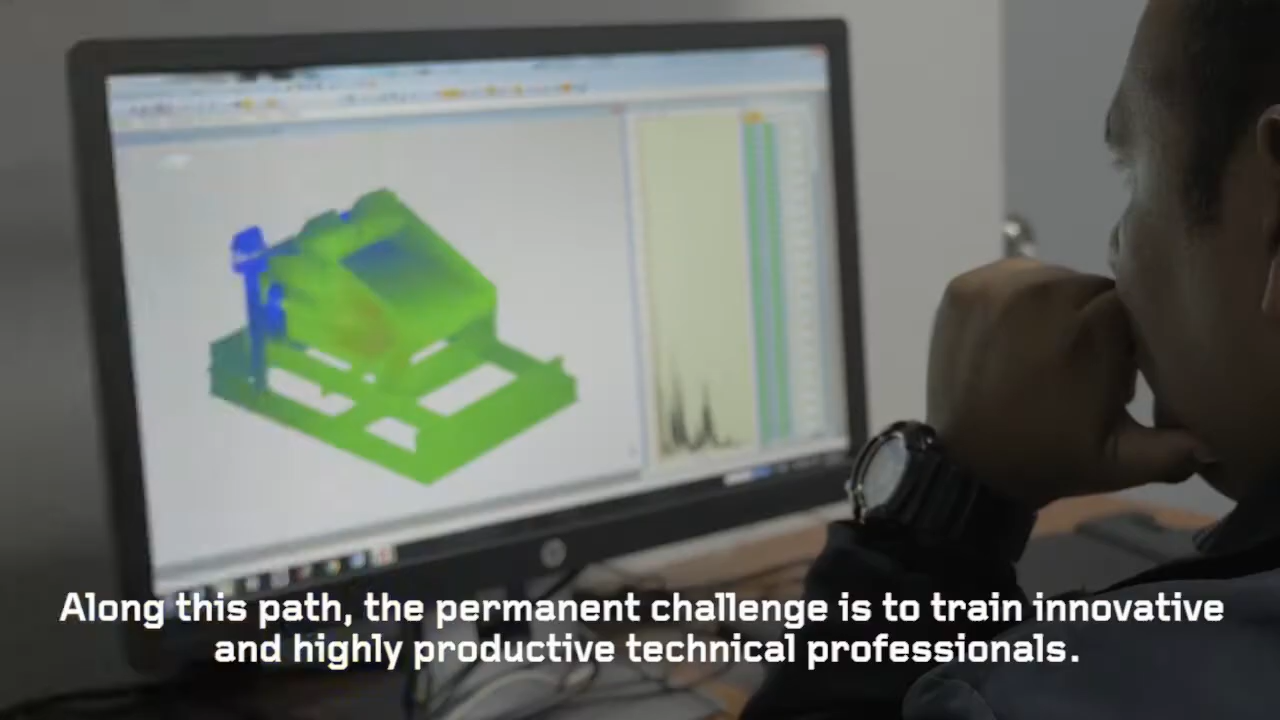 Along this path, the permanent challenge is to train innovative
and highly productive technical professionals.